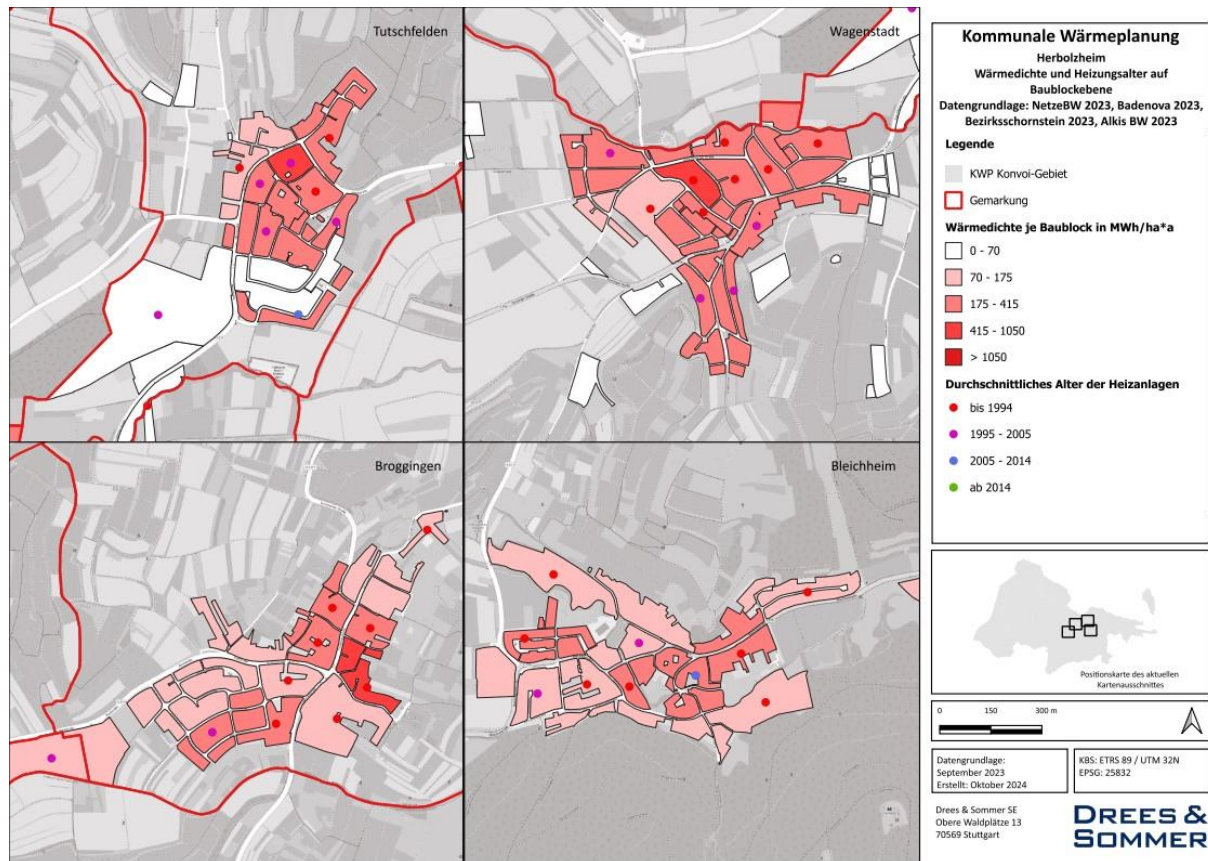 Tutschfelden
Wagenstadt
Broggingen
Bleichheim
Kommunale Wärmeplanung
Herbolzheim
Wärmedichte und Heizungsalter auf
Baublockebene
Datengrundlage: NetzeBW 2023, Badenova 2023,
Bezirksschornstein 2023, Alkis BW 2023
Legende
KWP Konvoi-Gebiet
Gemarkung
Wärmedichte je Baublock in MWh/ha*a
0 - 70
70 - 175
175 - 415
415 - 1050
> 1050
Durchschnittliches Alter der Heizanlagen
bis 1994
1995 - 2005
2005 - 2014
ab 2014
Positionskarte des aktuellen
Kartenausschnittes
0 150 300 m
Datengrundlage:
September 2023
Erstellt: Oktober 2024
KBS: ETRS 89 / UTM 32N
EPSG: 25832
Drees & Sommer SE
Obere Waldplätze 13
70569 Stuttgart
DREES &
SOMMER